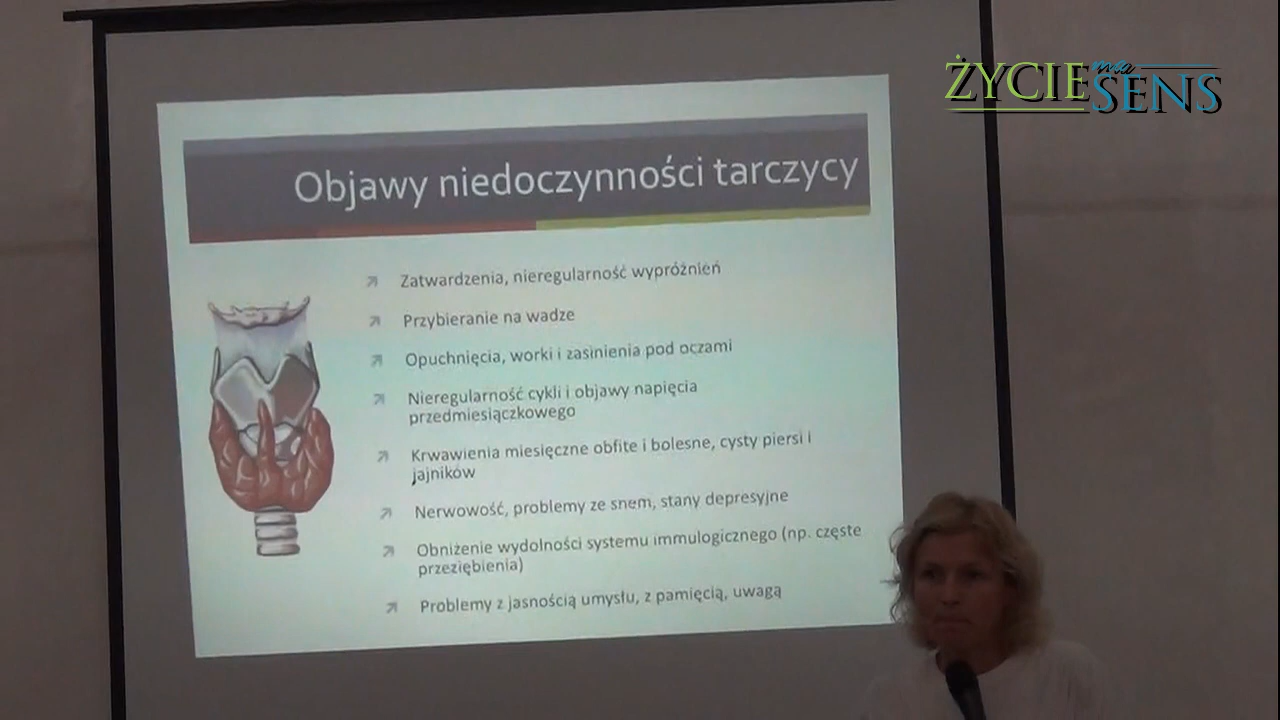 ŻYCIE ma SENS
Objawy niedoczynności tarczycy
Zatwardzenia, nieregularność wypróżnień
Przybieranie na wadze
Opuchnięcia, worki i zasinienia pod oczami
Nieregularność cykli i objawy napięcia
przedmiesiączkowego
Krwawienia miesięczne obfite i bolesne, cysty piersi i
jajników
Nerwowość, problemy ze snem, stany depresyjne
Obniżenie wydolności systemu immulogicznego (np. częste
przeziębienia)
Problemy z jasnością umysłu, z pamięcią, uwagą